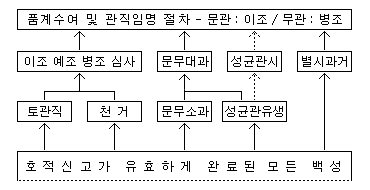 품계수여 및 관직임명 절차 - 문관 : 이조 / 무관 : 병조
이조 예조 병조 심사 문무대과 성균관시 별시과거
토관직 천 거 문무소과 성균관유생
호 적 신 고 가 유 효 하 게 완 료 된 모 든 백 성